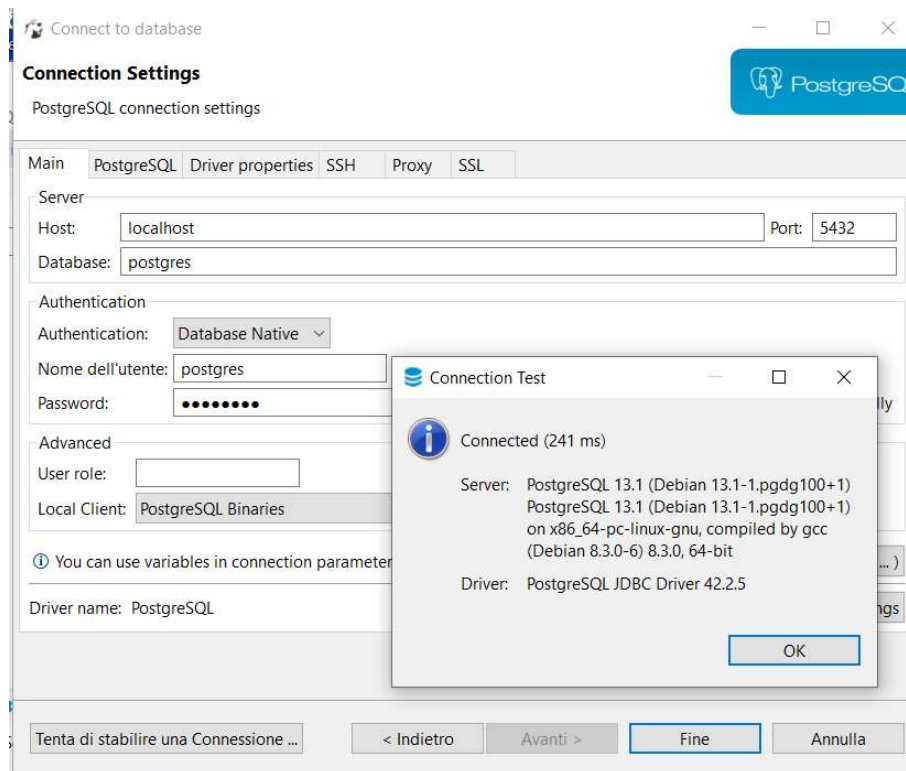 Connect to database
Connection Settings
PostgreSQL connection settings
PostgreSQ
Main PostgreSQL Driver properties SSH Proxy SSL
Server
Host: localhost Port: 5432
Database: postgres
Authentication
Authentication: Database Native
Nome dell'utente: postgres
Password: ●●●●●●●● lly
Advanced
User role:
Local Client: PostgreSQL Binaries
You can use variables in connection parameter ... )
Driver name: PostgreSQL ngs
Connection Test
Connected (241 ms)
Server: PostgreSQL 13.1 (Debian 13.1-1.pgdg100+1)
PostgreSQL 13.1 (Debian 13.1-1.pgdg100+1)
on x86_64-pc-linux-gnu, compiled by gcc
(Debian 8.3.0-6) 8.3.0, 64-bit
Driver: PostgreSQL JDBC Driver 42.2.5
OK
Tenta di stabilire una Connessione ... < Indietro Avanti > Fine Annulla